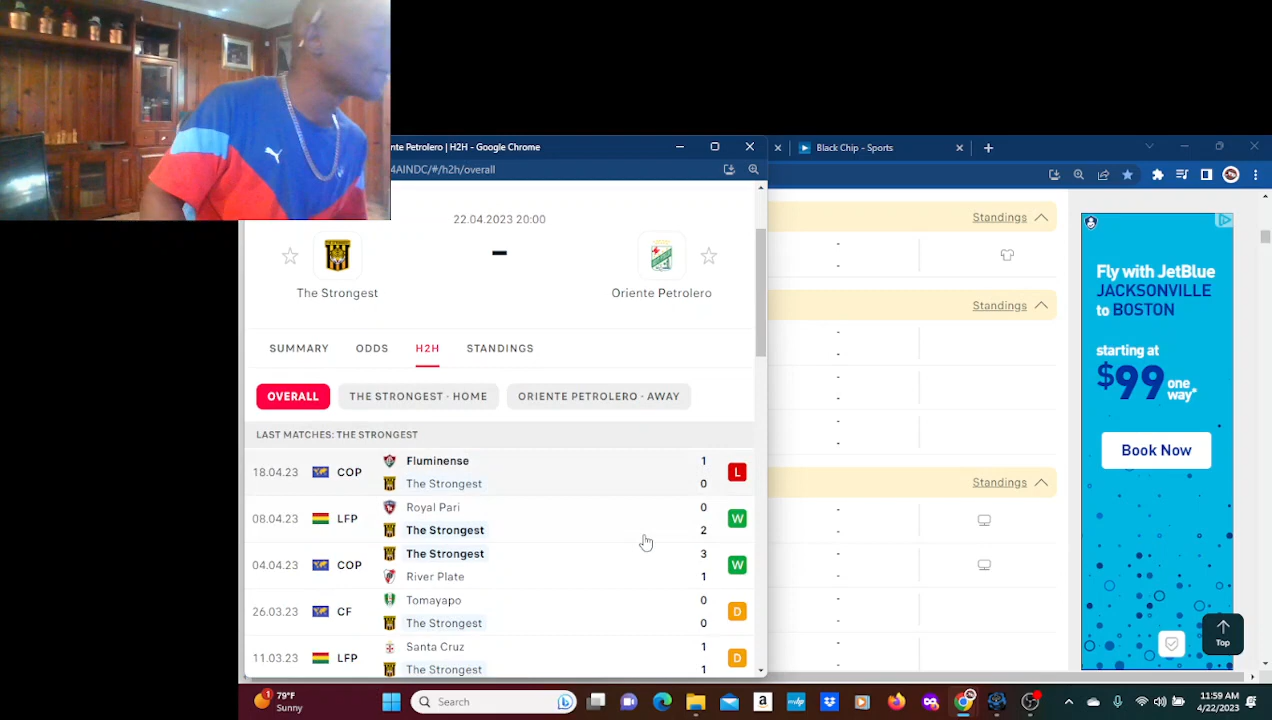 nte Petrolero | H2H - Google Chrome
Black Chip - Sports
4AINDC/#/h2h/overall
22.04.2023 20:00
The Strongest
Oriente Petrolero
SUMMARY ODDS H2H STANDINGS
OVERALL THE STRONGEST · HOME ORIENTE PETROLERO · AWAY
LAST MATCHES: THE STRONGEST
18.04.23 COP Fluminense 1 L
The Strongest 0
08.04.23 LFP Royal Pari 0 W
The Strongest 2
04.04.23 COP The Strongest 3 W
River Plate 1
26.03.23 CF Tomayapo 0 D
The Strongest 0
11.03.23 LFP Santa Cruz 1 D
The Strongest 1
Standings
Standings
Standings
Fly with JetBlue
JACKSONVILLE
to BOSTON
starting at
$99 one way*
Book Now
Top
1
79°F
Sunny
Search
11:59 AM
4/22/2023